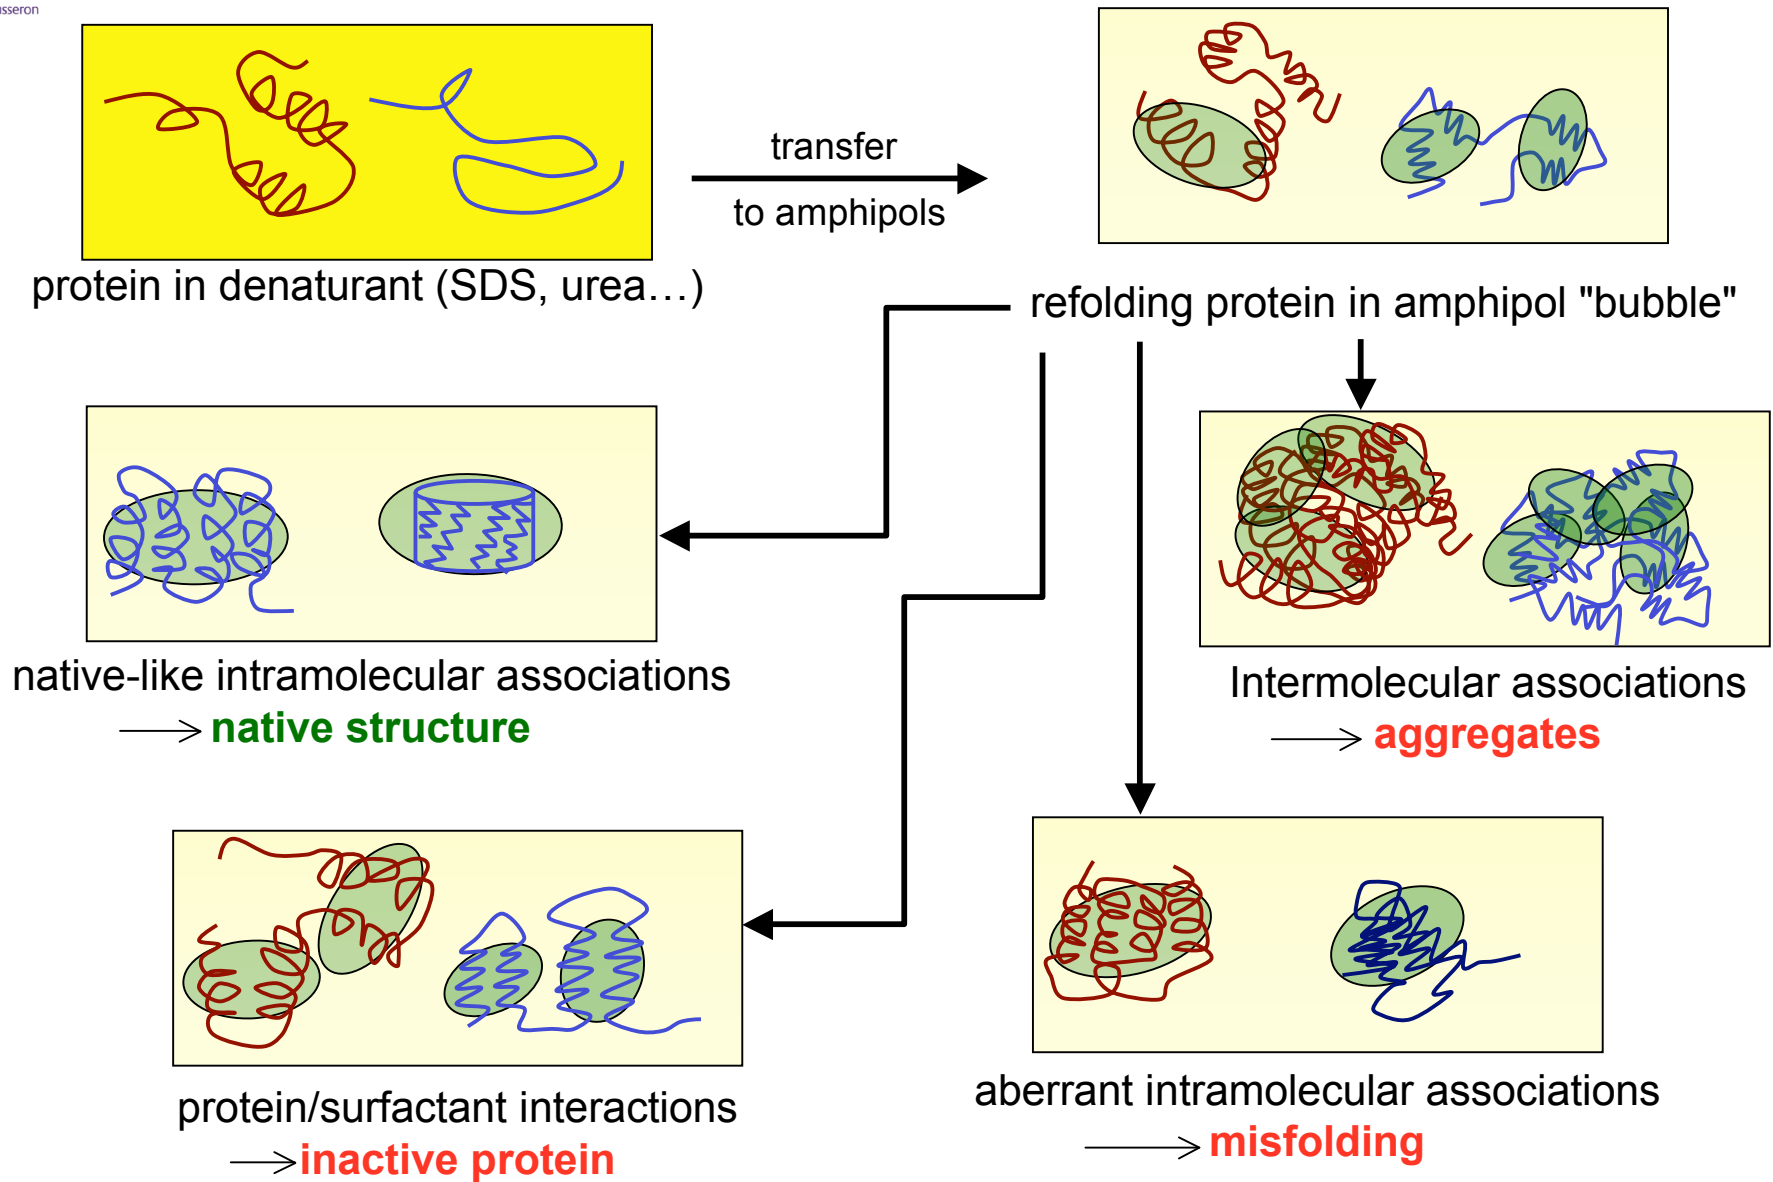 transfer
to amphipols
protein in denaturant (SDS, urea…)
refolding protein in amphipol "bubble"
native-like intramolecular associations
native structure
Intermolecular associations
aggregates
protein/surfactant interactions
inactive protein
aberrant intramolecular associations
misfolding